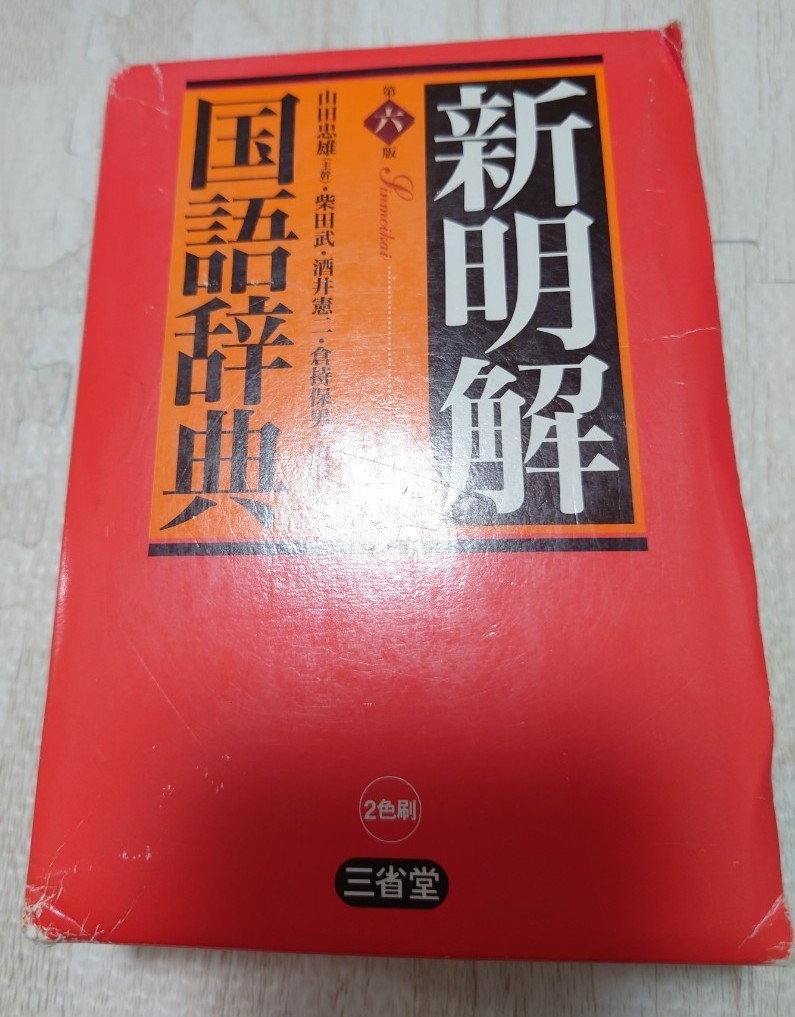 新明解
国語辞典
第六版
Sinmeikai
山田忠雄(主幹)・柴田武・酒井憲二・倉持保男
2色刷
三省堂